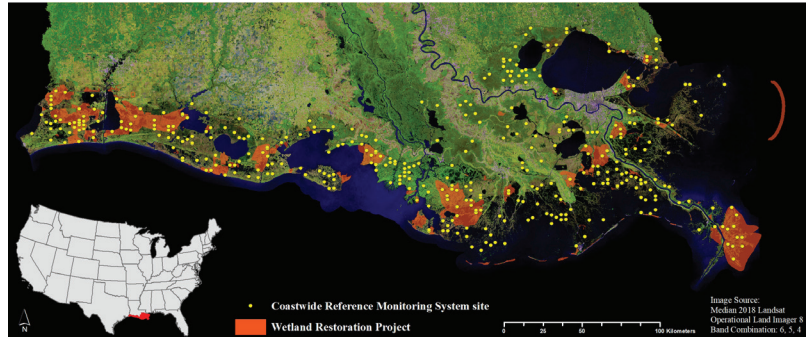 Coastwide Reference Monitoring System site
Wetland Restoration Project
N
0 25 50 100 Kilometers
Image Source:
Median 2018 Landsat
Operational Land Imager 8
Band Combination: 6, 5, 4